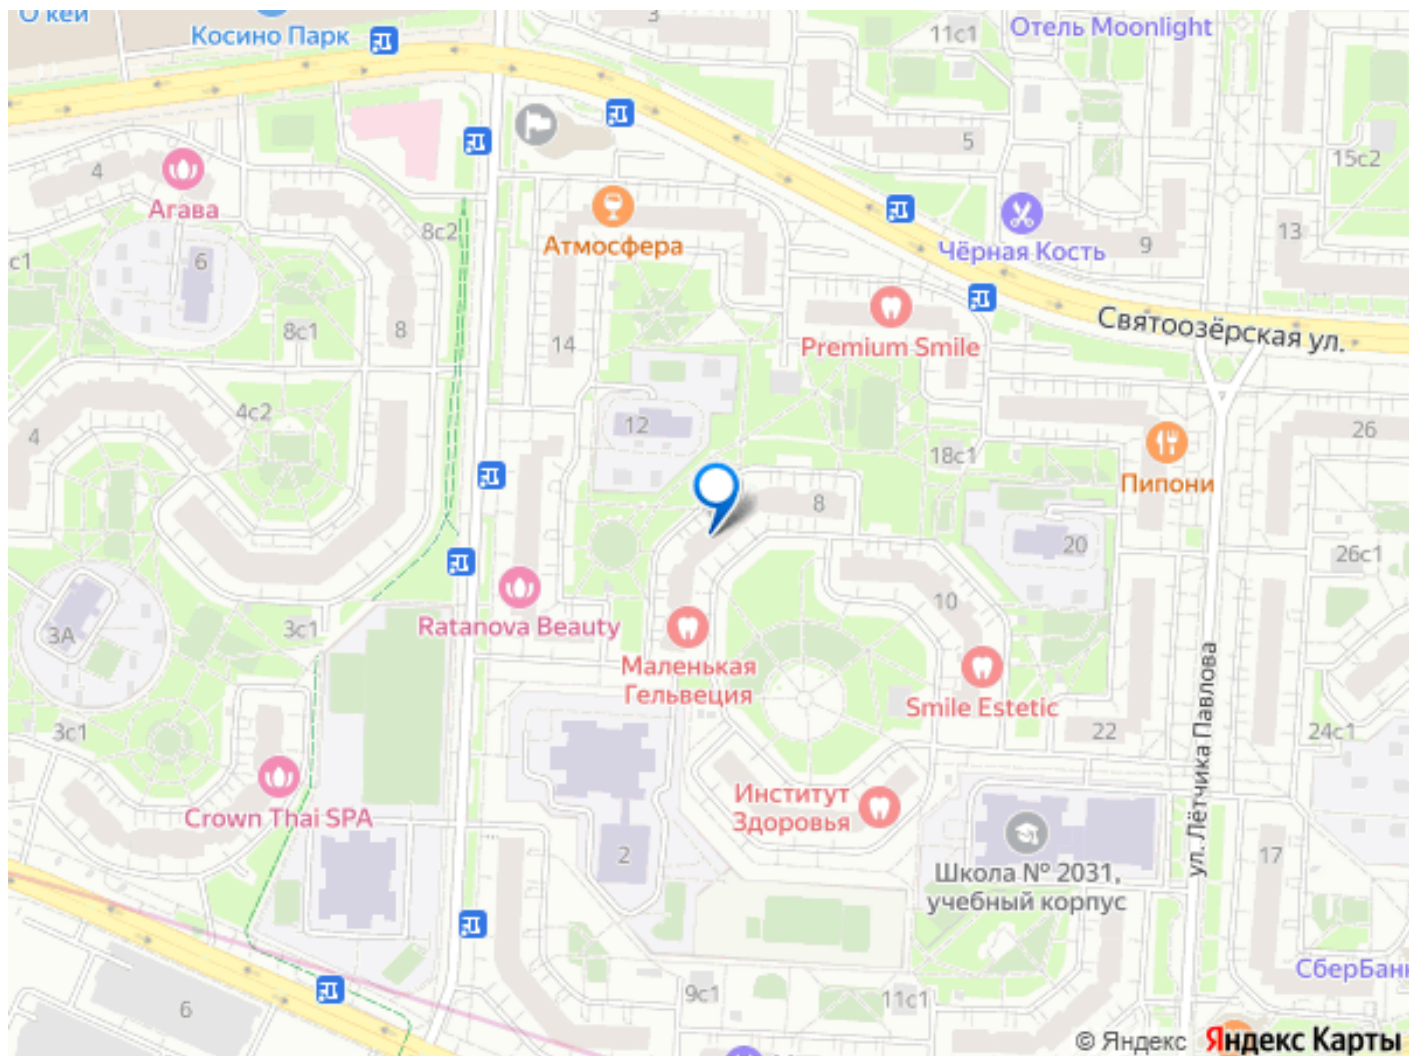 О'кей
Косино Парк
3
11с1
Отель Moonlight
5
15с2
4
Агава
8с2
Атмосфера
Чёрная Кость
9
13
с1
6
8с1
8
14
Premium Smile
Святоозёрская ул.
4с2
4
12
18с1
Пипони
26
8
20
26с1
3А
3с1
Ratanova Beauty
10
Маленькая
Гельвеция
Smile Estetic
ул. Лётчика Павлова
3с1
22
24с1
Crown Thai SPA
Институт
Здоровья
2
Школа № 2031,
учебный корпус
17
СберБанк
6
9с1
11с1
© Яндекс Яндекс Карты